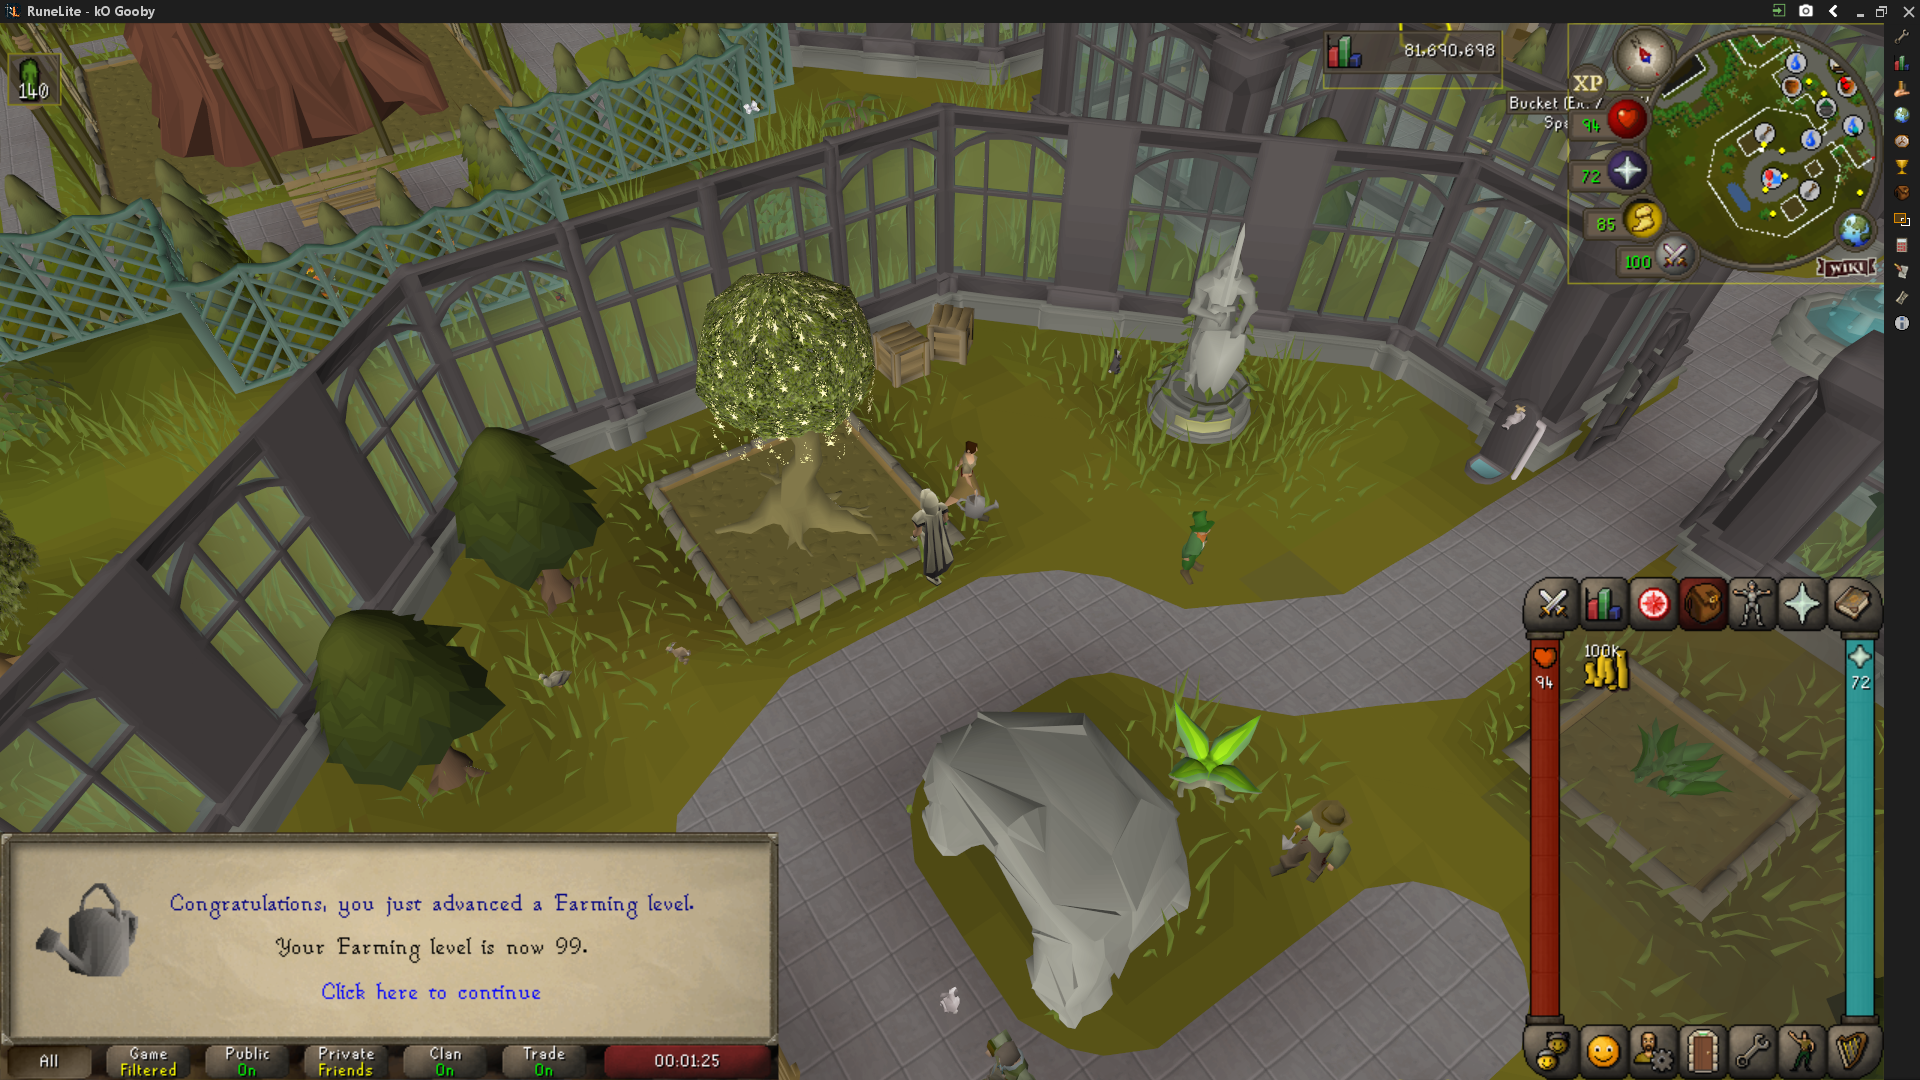 RuneLite - kO Gooby
140
81,690,698
XP
Bucket (Ex. /
Spe
94
72
85
100
WIKI
100K
94
72
Congratulations, you just advanced a Farming level.
Your Farming level is now 99.
Click here to continue
All
Game
Filtered
Public
On
Private
Friends
Clan
On
Trade
On
00:01:25